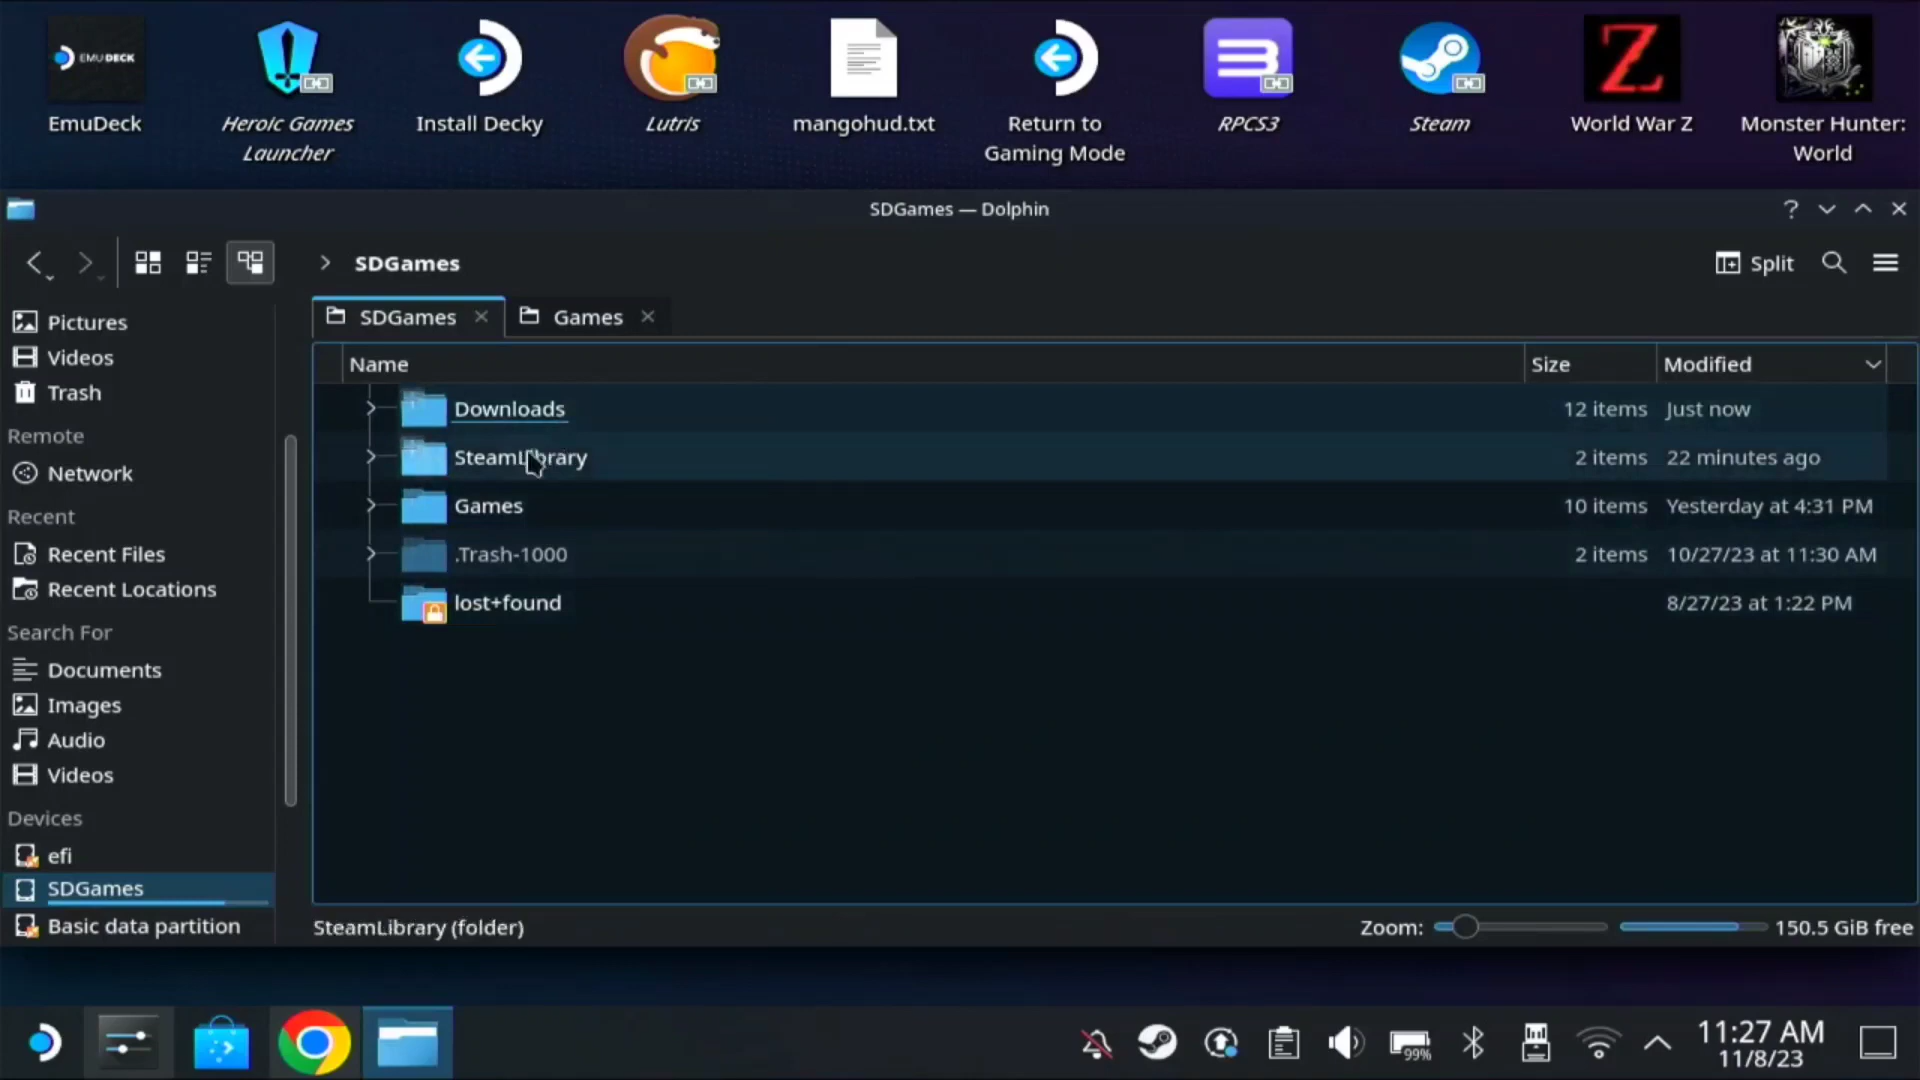 EMUDECK
EmuDeck
Heroic Games
Launcher
Install Decky
Lutris
mangohud.txt
Return to
Gaming Mode
RPCS3
Steam
World War Z
Monster Hunter:
World
SDGames — Dolphin
SDGames
Split
Pictures
Videos
Trash
Remote
Network
Recent
Recent Files
Recent Locations
Search For
Documents
Images
Audio
Videos
Devices
efi
SDGames
Basic data partition
SDGames
Games
Name Size Modified
Downloads 12 items Just now
SteamLibrary 2 items 22 minutes ago
Games 10 items Yesterday at 4:31 PM
.Trash-1000 2 items 10/27/23 at 11:30 AM
lost+found 8/27/23 at 1:22 PM
SteamLibrary (folder)
Zoom:
150.5 GiB free
99%
11:27 AM
11/8/23